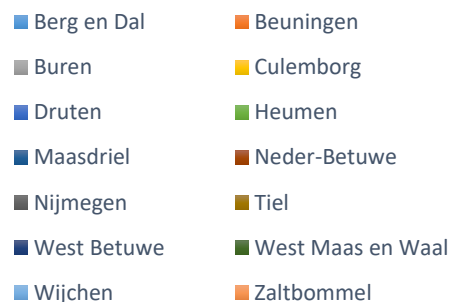 Berg en Dal Beuningen
Buren Culemborg
Druten Heumen
Maasdriel Neder-Betuwe
Nijmegen Tiel
West Betuwe West Maas en Waal
Wijchen Zaltbommel